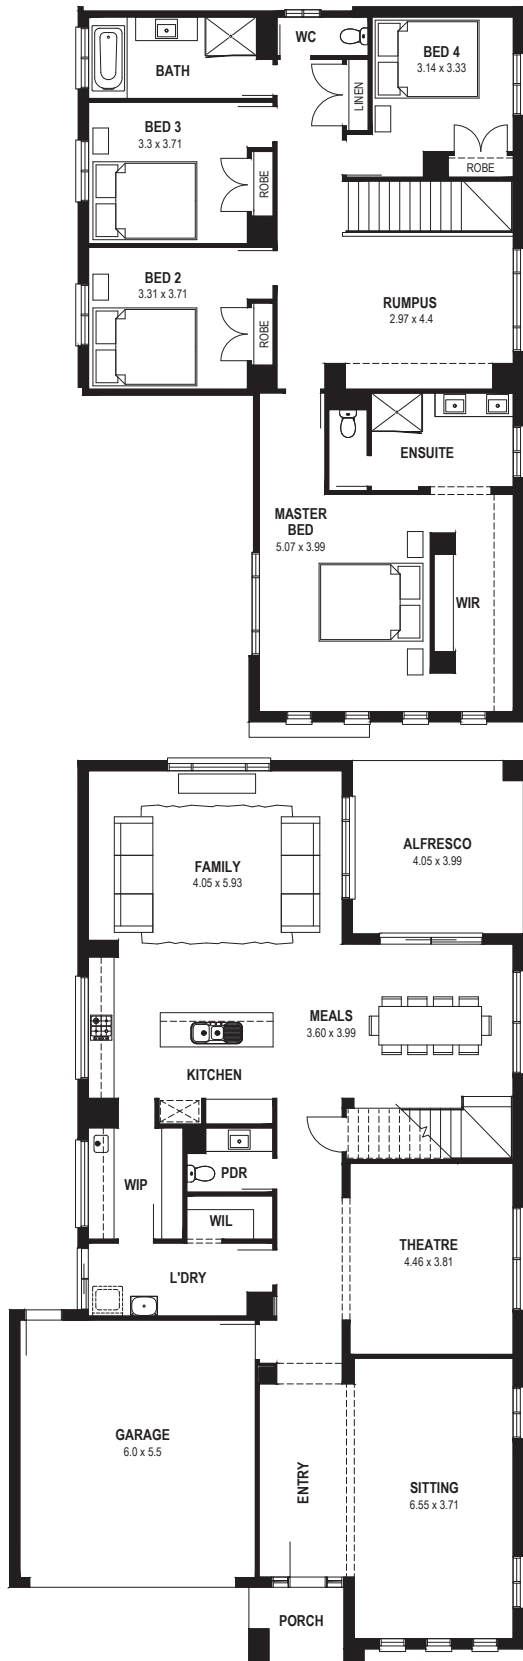 WC
BED 4
3.14 x 3.33
BATH
LINEN
BED 3
3.3 x 3.71
ROBE
ROBE
BED 2
3.31 x 3.71
RUMPUS
2.97 x 4.4
ROBE
ENSUITE
MASTER
BED
5.07 x 3.99
WIR
ALFRESCO
4.05 x 3.99
FAMILY
4.05 x 5.93
MEALS
3.60 x 3.99
KITCHEN
PDR
WIP
WIL
THEATRE
4.46 x 3.81
L'DRY
GARAGE
6.0 x 5.5
ENTRY
SITTING
6.55 x 3.71
PORCH